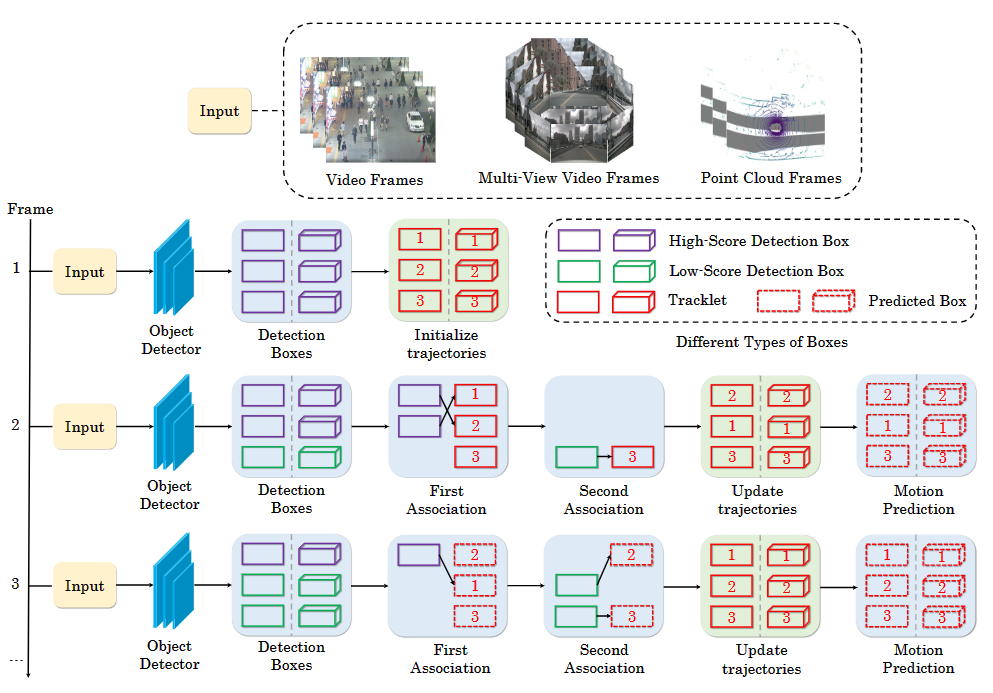 Input
Video Frames
Multi-View Video Frames
Point Cloud Frames
Frame
1
Input
Object
Detector
Detection
Boxes
1 1
2 2
3 3
Initialize
trajectories
High-Score Detection Box
Low-Score Detection Box
Tracklet
Predicted Box
Different Types of Boxes
2
Input
Object
Detector
Detection
Boxes
1
2
3
First
Association
3
Second
Association
2 2
1 1
3 3
Update
trajectories
2 2
1 1
3 3
Motion
Prediction
3
Input
Object
Detector
Detection
Boxes
2
1
3
First
Association
2
3
Second
Association
1 1
2 2
3 3
Update
trajectories
1 1
2 2
3 3
Motion
Prediction
...